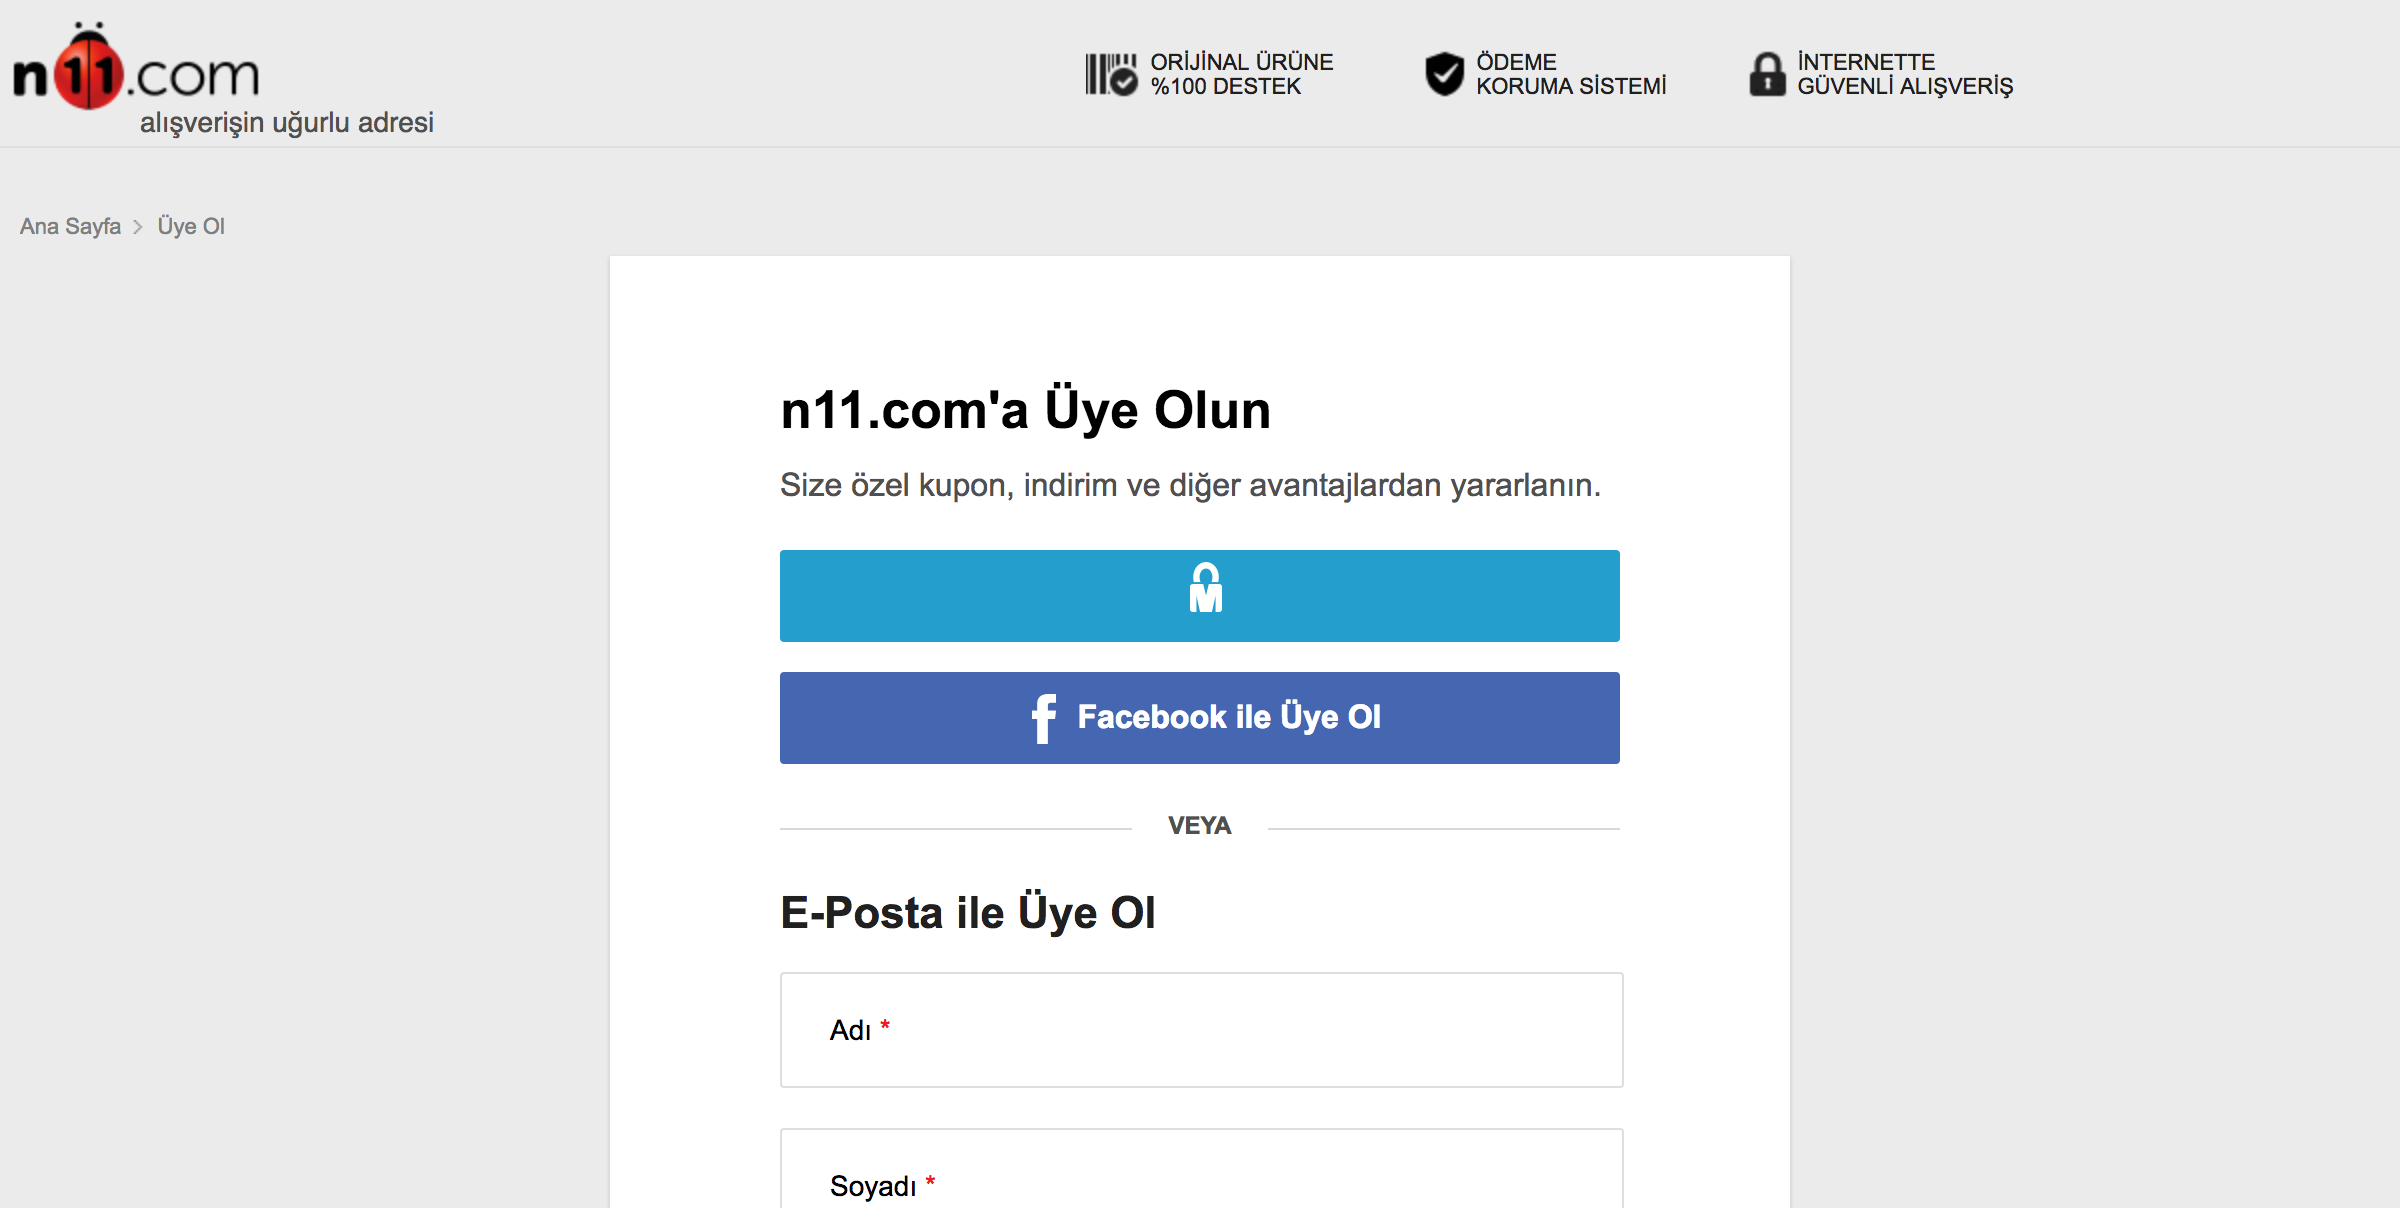 n11.com
alışverişin uğurlu adresi
ORİJİNAL ÜRÜNE
%100 DESTEK
ÖDEME
KORUMA SİSTEMİ
İNTERNETTE
GÜVENLİ ALIŞVERİŞ
Ana Sayfa > Üye Ol
n11.com'a Üye Olun
Size özel kupon, indirim ve diğer avantajlardan yararlanın.
M
f Facebook ile Üye Ol
VEYA
E-Posta ile Üye Ol
Adı *
Soyadı *